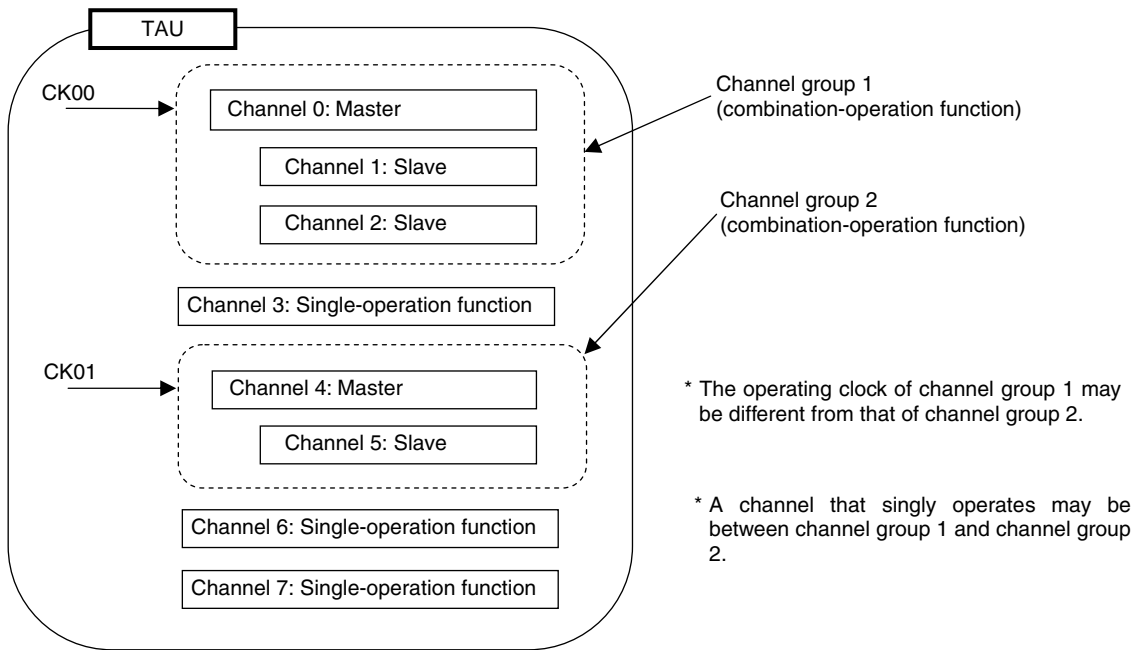 TAU
CK00
Channel 0: Master
Channel 1: Slave
Channel 2: Slave
Channel group 1
(combination-operation function)
Channel 3: Single-operation function
Channel group 2
(combination-operation function)
CK01
Channel 4: Master
Channel 5: Slave
* The operating clock of channel group 1 may
be different from that of channel group 2.
Channel 6: Single-operation function
Channel 7: Single-operation function
* A channel that singly operates may be
between channel group 1 and channel group
2.